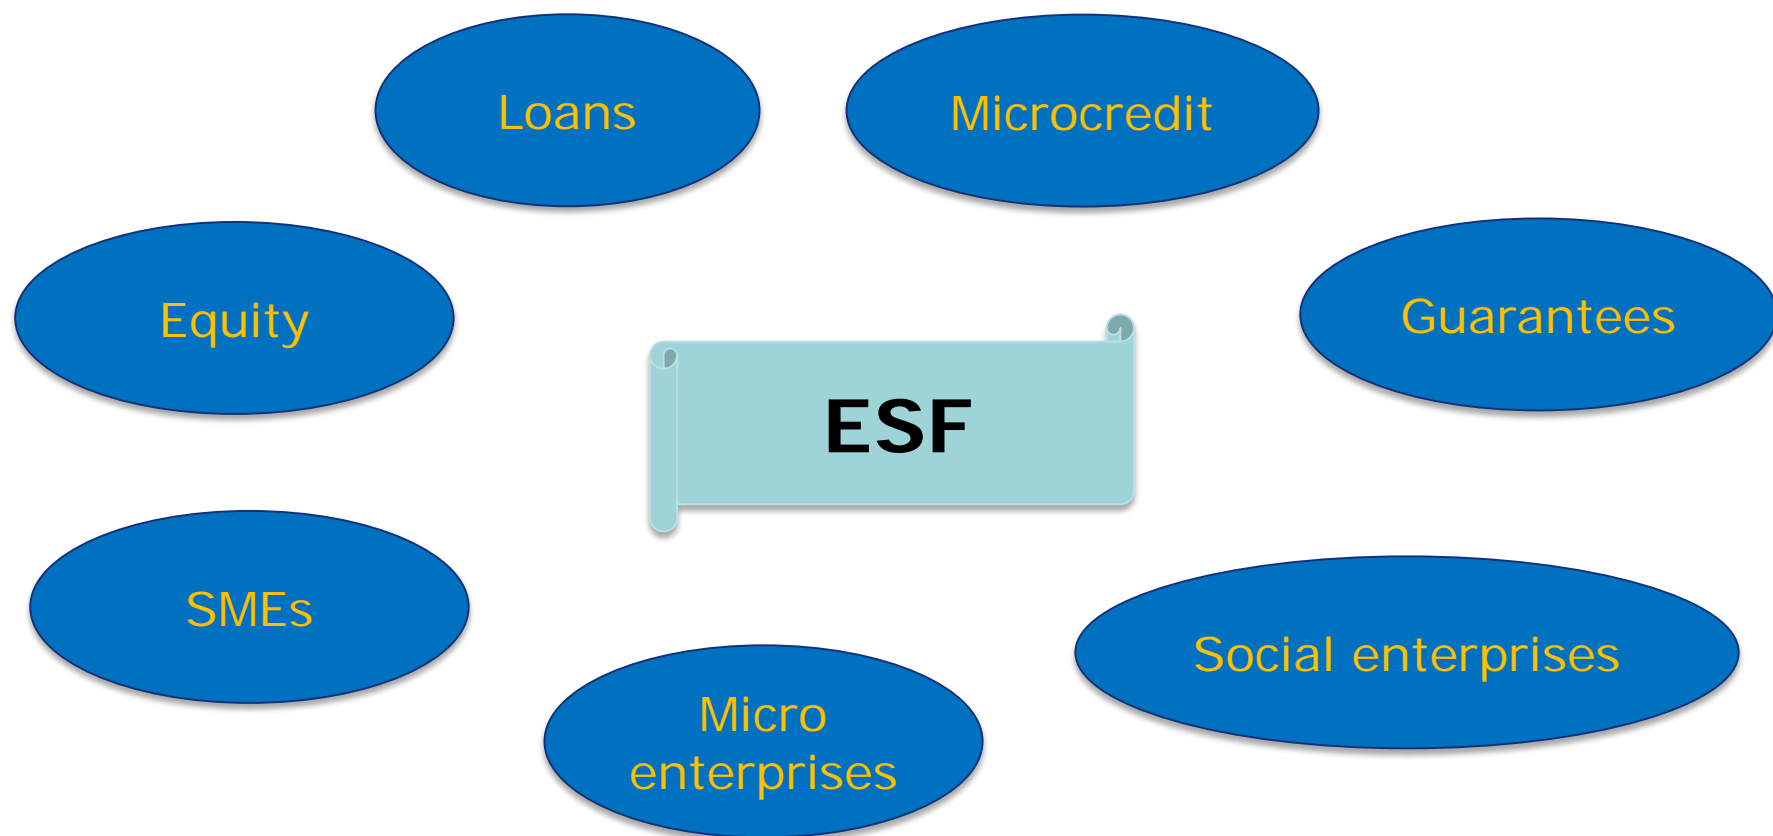 Loans
Microcredit
Equity
Guarantees
ESF
SMEs
Social enterprises
Micro
enterprises